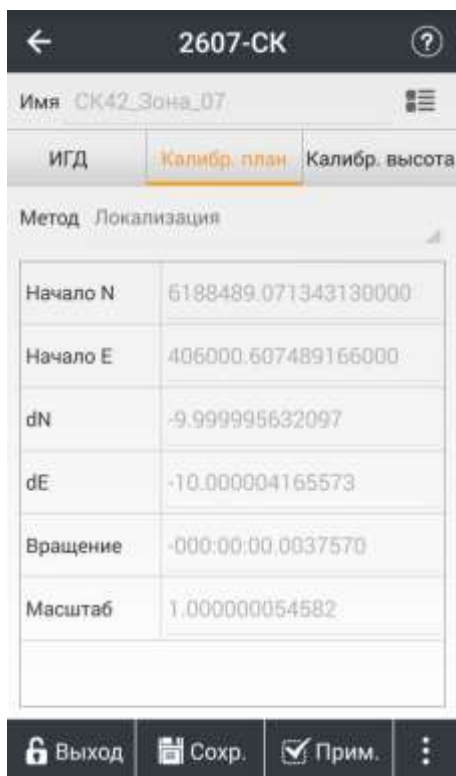 2607-СК
?
Имя СК42_Зона_07
ИГД Калибр. план Калибр. высота
Метод Локализация
Начало N 6188489.071343130000
Начало E 406000.607489166000
dN -9.999995632097
dE -10.000004165573
Вращение -000:00:00.0037570
Масштаб 1.000000054582
Выход Сохр. Прим.